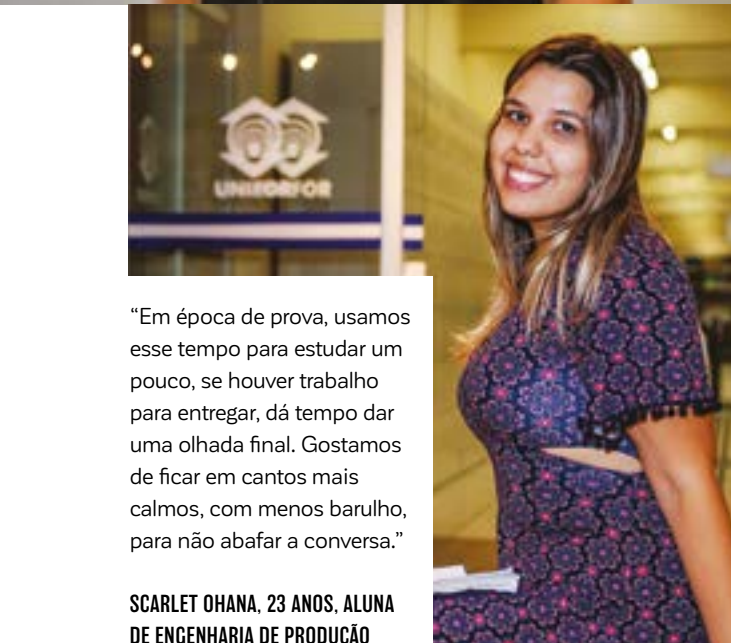 UNIFORFOR
“Em época de prova, usamos
esse tempo para estudar um
pouco, se houver trabalho
para entregar, dá tempo dar
uma olhada final. Gostamos
de ficar em cantos mais
calmos, com menos barulho,
para não abafar a conversa.”
SCARLET OHANA, 23 ANOS, ALUNA
DE ENGENHARIA DE PRODUÇÃO